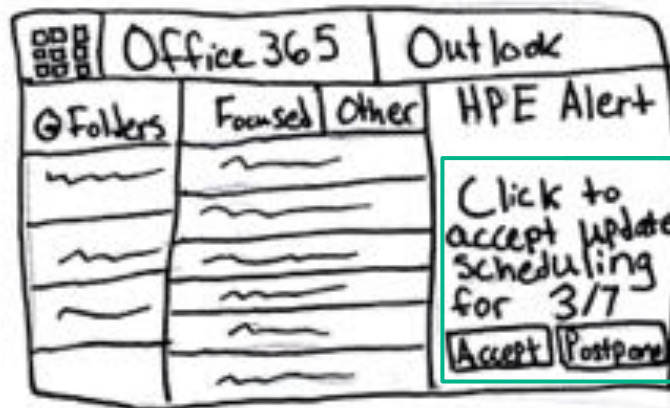 Office 365
Outlook
Folders
Focused
Other
HPE Alert
Click to
accept update
scheduling
for 3/7
Accept
Postpone